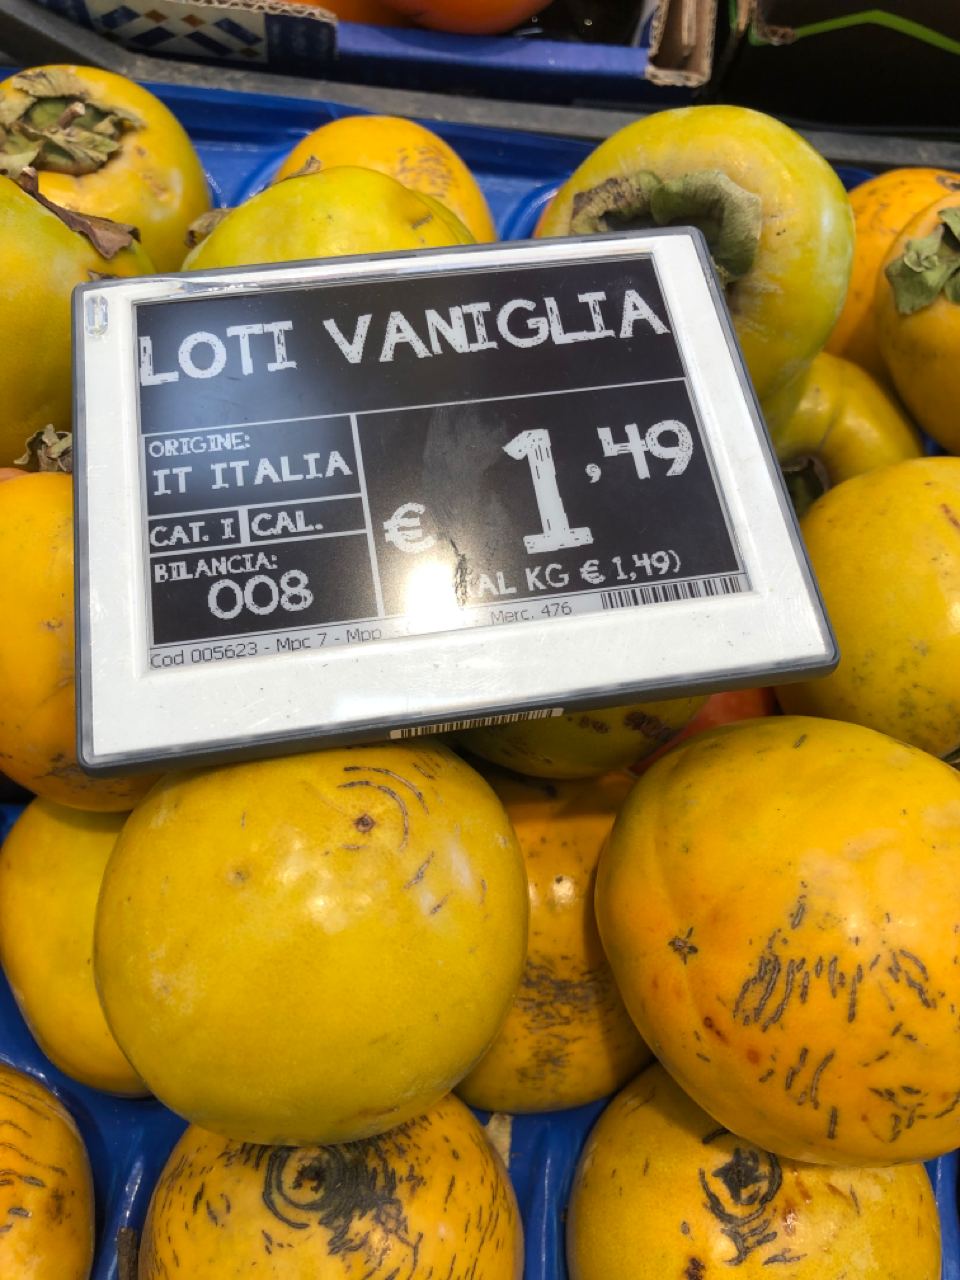 LOTI VANIGLIA
ORIGINE:
IT ITALIA
CAT. I CAL.
BILANCIA:
008
€ 1,49
AL KG € 1,49)
Cod 005623 - Mpc 7 - Mpp Merc. 476